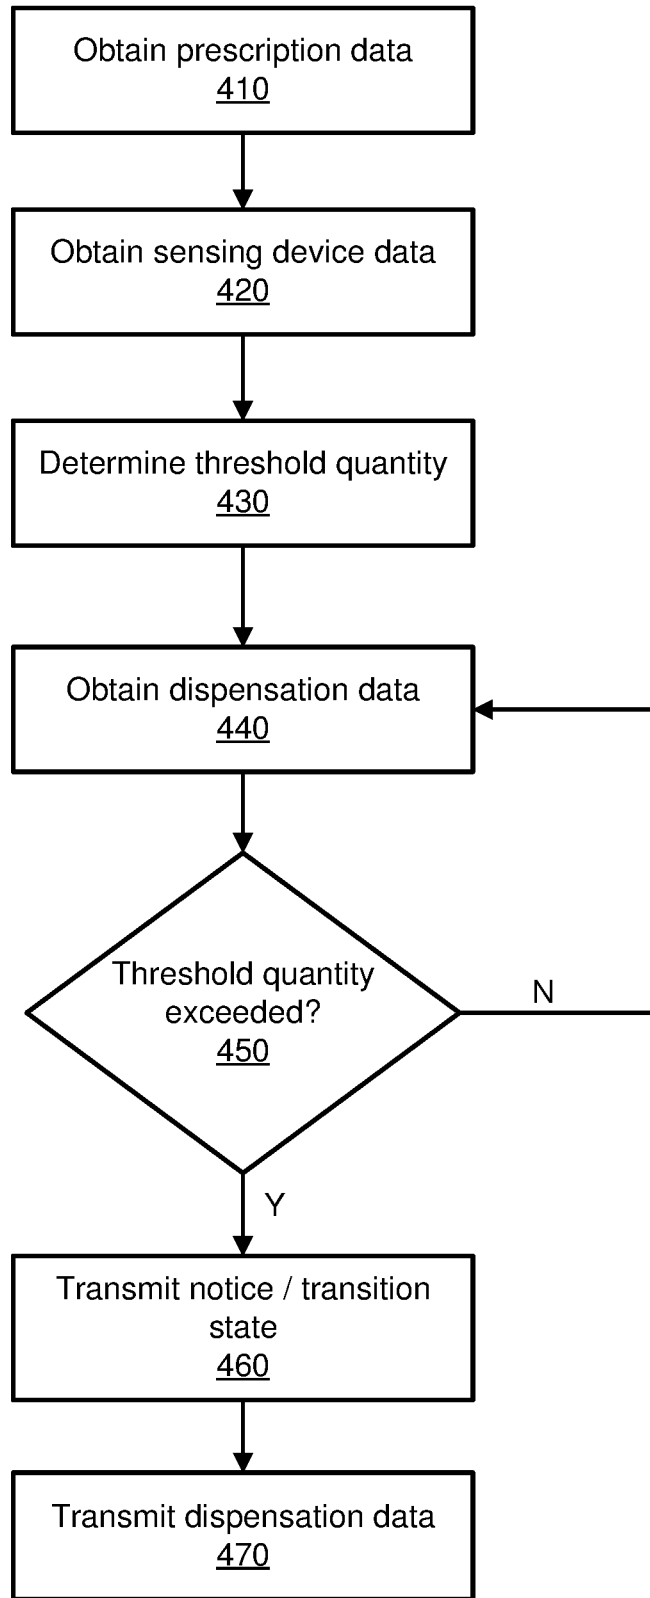 Obtain prescription data
410
Obtain sensing device data
420
Determine threshold quantity
430
Obtain dispensation data
440
Threshold quantity
exceeded?
450
N
Y
Transmit notice / transition
state
460
Transmit dispensation data
470